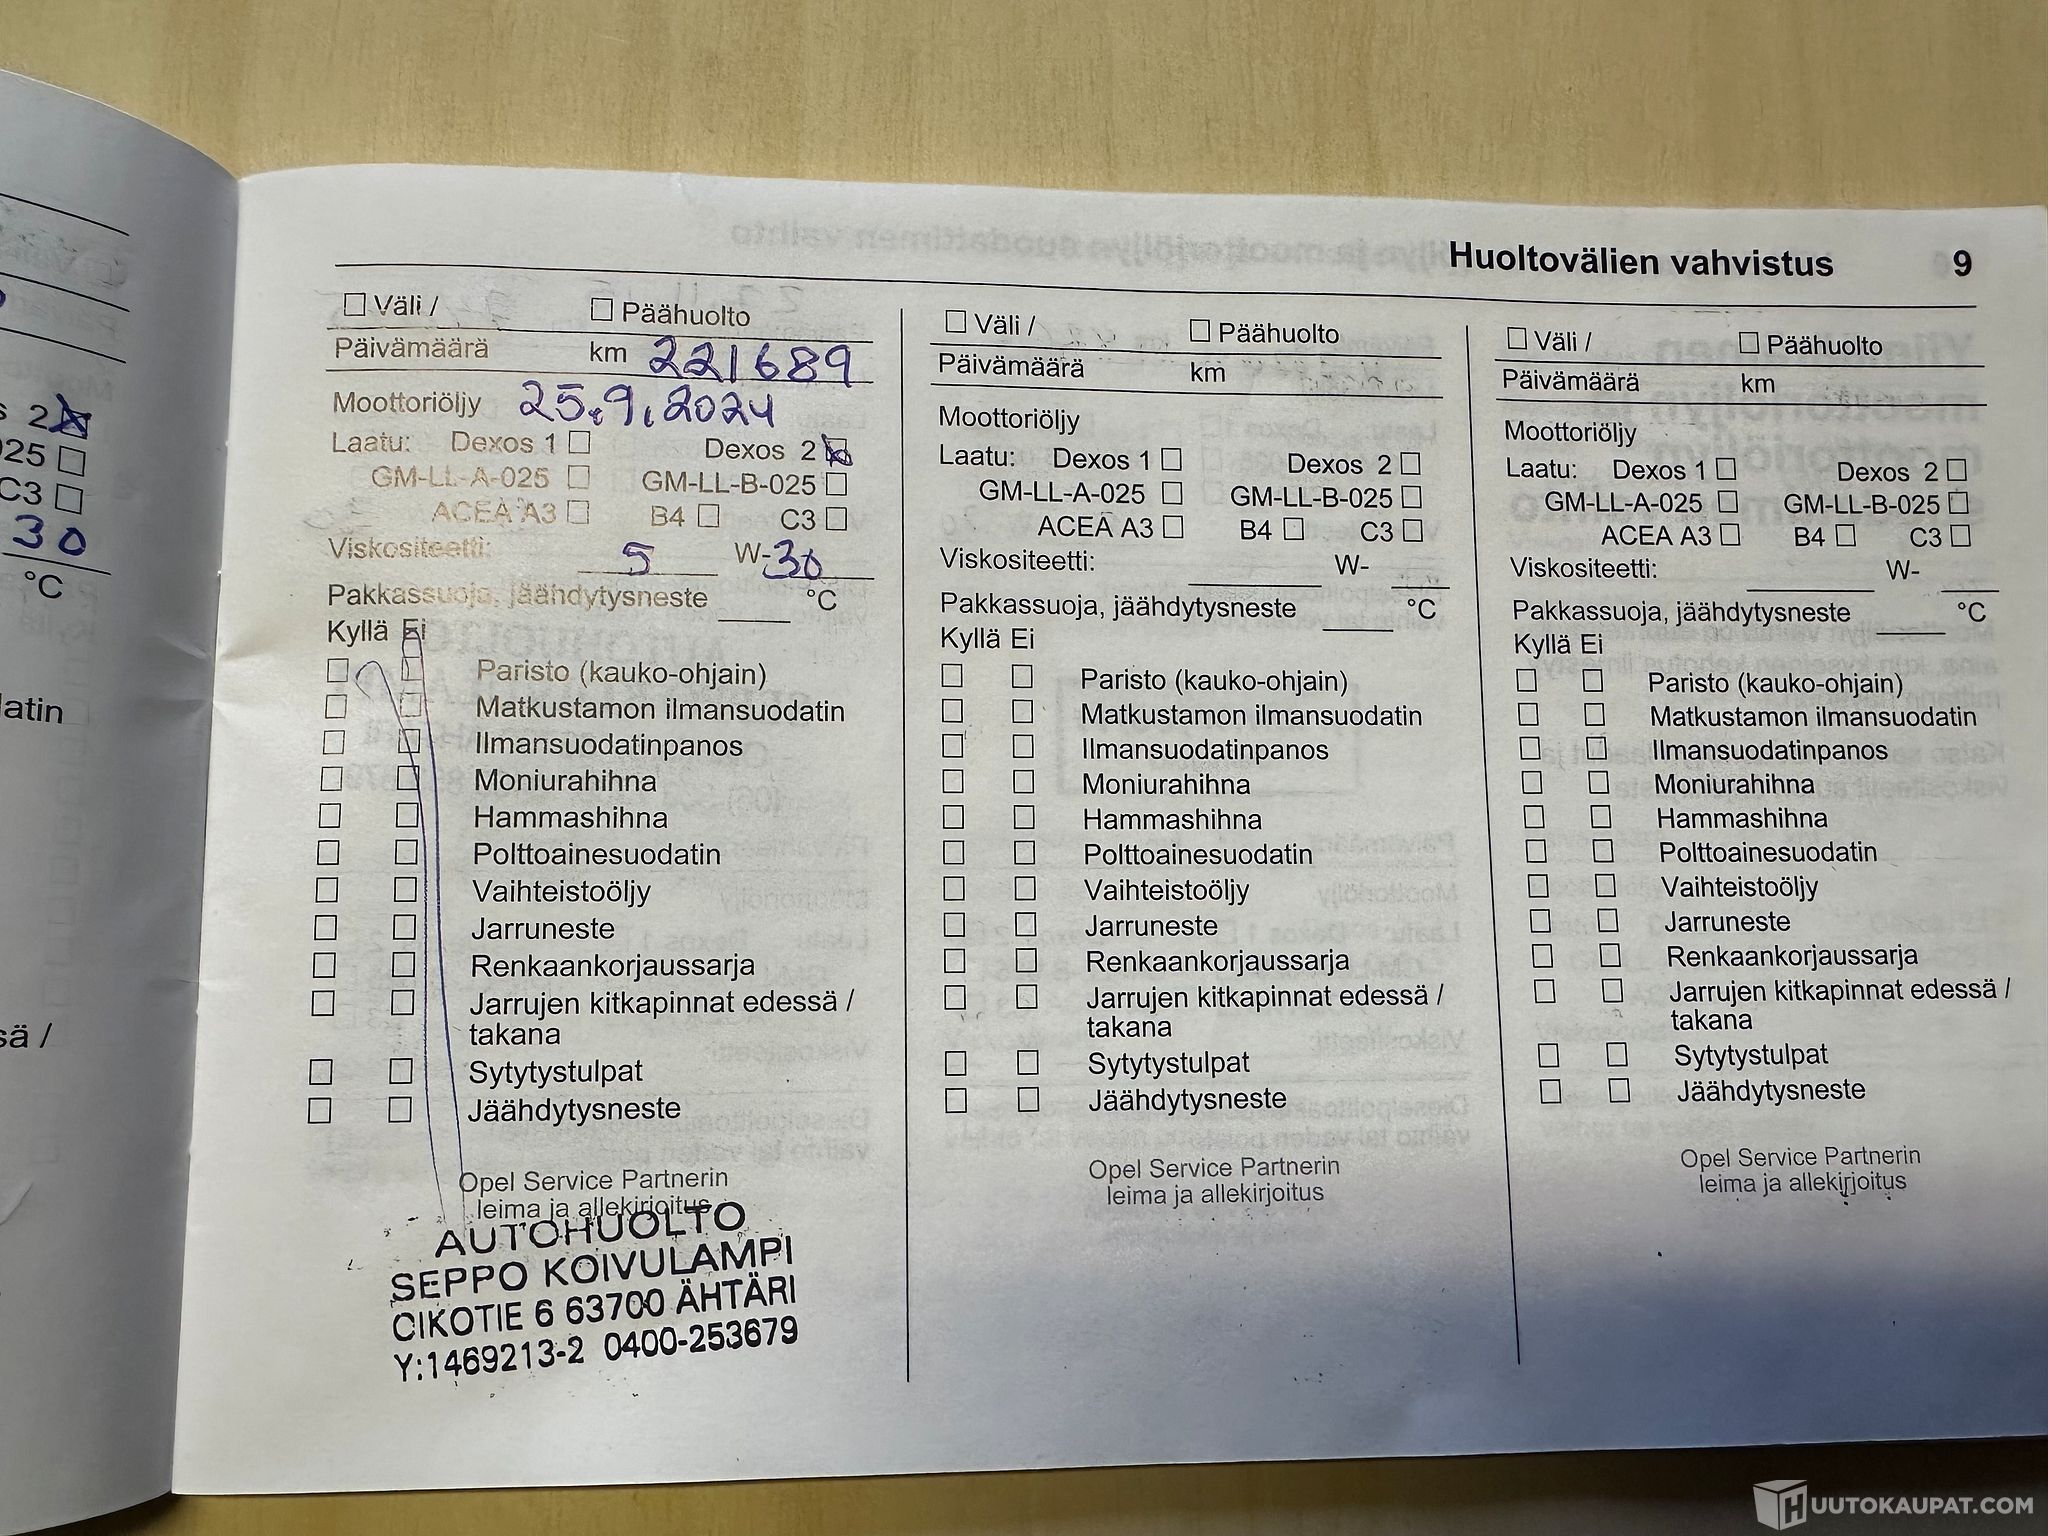 2
025
C3
30
°C
latin
sä /
Huoltovälien vahvistus 9
Väli / Päähuolto
Päivämäärä km 221689
Moottoriöljy 25.9.2024
Laatu: Dexos 1 Dexos 2
GM-LL-A-025 GM-LL-B-025
ACEA A3 B4 C3
Viskositeetti: 5 W-30
Pakkassuoja, jäähdytysneste °C
Kyllä Ei
Paristo (kauko-ohjain)
Matkustamon ilmansuodatin
Ilmansuodatinpanos
Moniurahihna
Hammashihna
Polttoainesuodatin
Vaihteistoöljy
Jarruneste
Renkaankorjaussarja
Jarrujen kitkapinnat edessä /
takana
Sytytystulpat
Jäähdytysneste
Opel Service Partnerin
leima ja allekirjoitus
AUTOHUOLTO
SEPPO KOIVULAMPI
OIKOTIE 6 63700 ÄHTÄRI
Y:1469213-2 0400-253679
Väli / Päähuolto
Päivämäärä km
Moottoriöljy
Laatu: Dexos 1 Dexos 2
GM-LL-A-025 GM-LL-B-025
ACEA A3 B4 C3
Viskositeetti: W-
Pakkassuoja, jäähdytysneste °C
Kyllä Ei
Paristo (kauko-ohjain)
Matkustamon ilmansuodatin
Ilmansuodatinpanos
Moniurahihna
Hammashihna
Polttoainesuodatin
Vaihteistoöljy
Jarruneste
Renkaankorjaussarja
Jarrujen kitkapinnat edessä /
takana
Sytytystulpat
Jäähdytysneste
Opel Service Partnerin
leima ja allekirjoitus
Väli / Päähuolto
Päivämäärä km
Moottoriöljy
Laatu: Dexos 1 Dexos 2
GM-LL-A-025 GM-LL-B-025
ACEA A3 B4 C3
Viskositeetti: W-
Pakkassuoja, jäähdytysneste °C
Kyllä Ei
Paristo (kauko-ohjain)
Matkustamon ilmansuodatin
Ilmansuodatinpanos
Moniurahihna
Hammashihna
Polttoainesuodatin
Vaihteistoöljy
Jarruneste
Renkaankorjaussarja
Jarrujen kitkapinnat edessä /
takana
Sytytystulpat
Jäähdytysneste
Opel Service Partnerin
leima ja allekirjoitus
HUUTOKAUPAT.COM